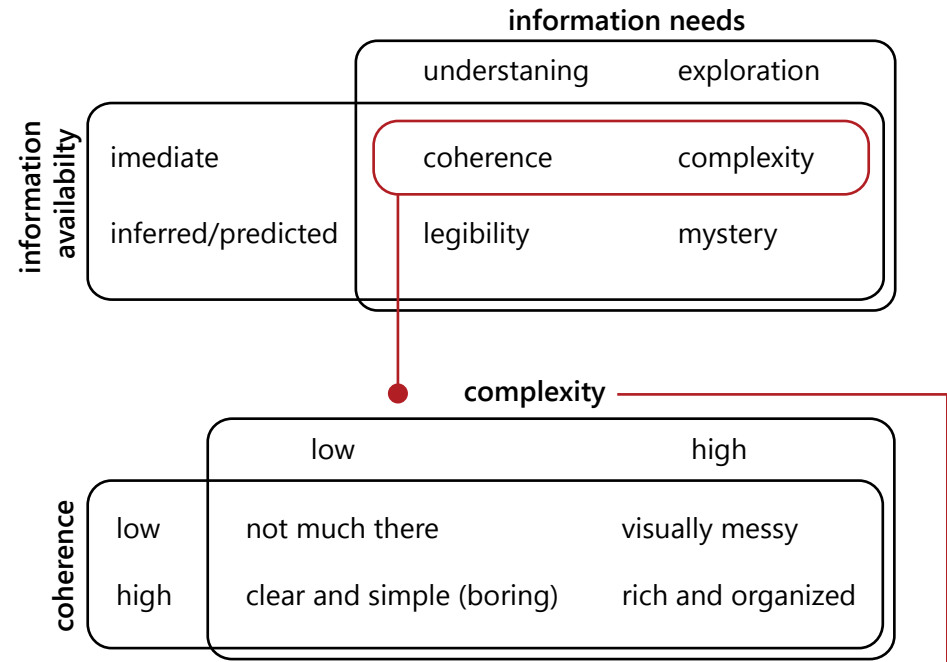 information needs
understaning exploration
information
availabilty
imediate coherence complexity
inferred/predicted legibility mystery
complexity
low high
coherence
low not much there visually messy
high clear and simple (boring) rich and organized